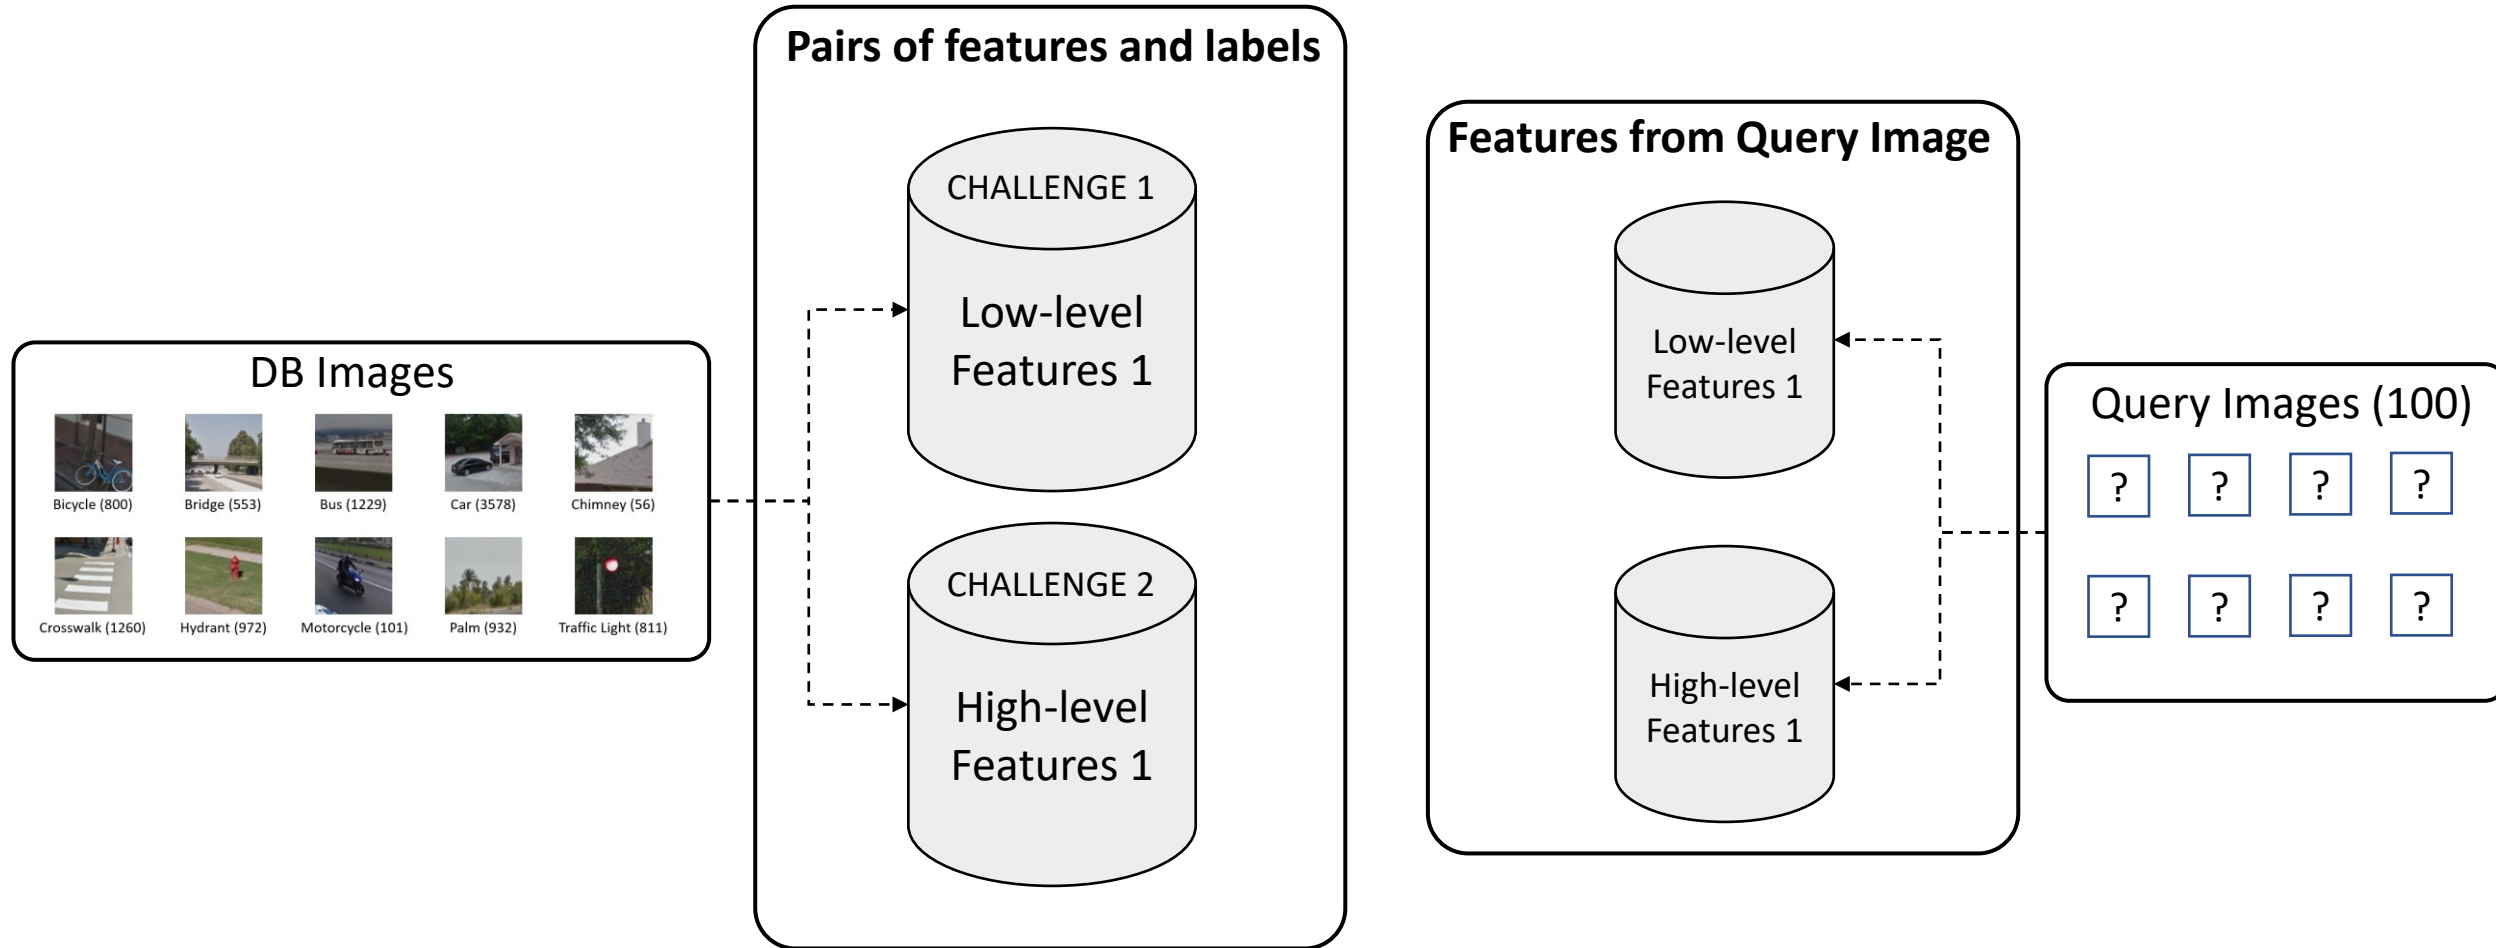 Pairs of features and labels
CHALLENGE 1
Low-level
Features 1
CHALLENGE 2
High-level
Features 1
DB Images
Bicycle (800)
Bridge (553)
Bus (1229)
Car (3578)
Chimney (56)
Crosswalk (1260)
Hydrant (972)
Motorcycle (101)
Palm (932)
Traffic Light (811)
Features from Query Image
Low-level
Features 1
High-level
Features 1
Query Images (100)
? ? ? ?
? ? ? ?